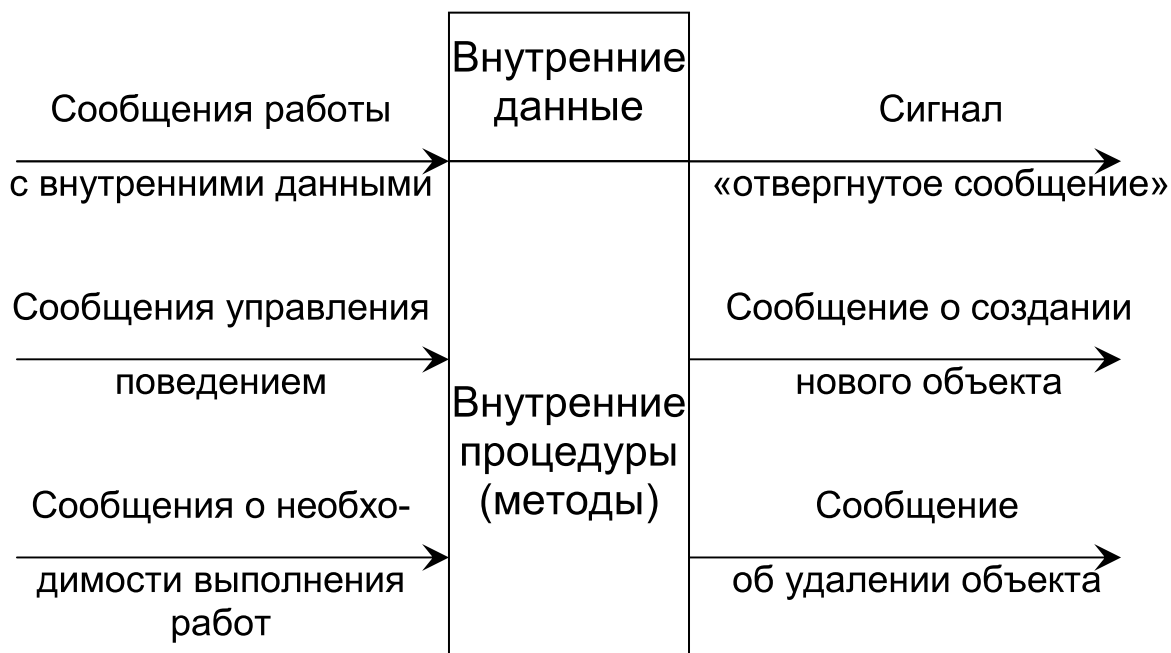 Внутренние
данные
Сообщения работы
с внутренними данными
Сигнал
«отвергнутое сообщение»
Сообщения управления
поведением
Сообщение о создании
нового объекта
Внутренние
процедуры
(методы)
Сообщения о необхо-
димости выполнения
работ
Сообщение
об удалении объекта